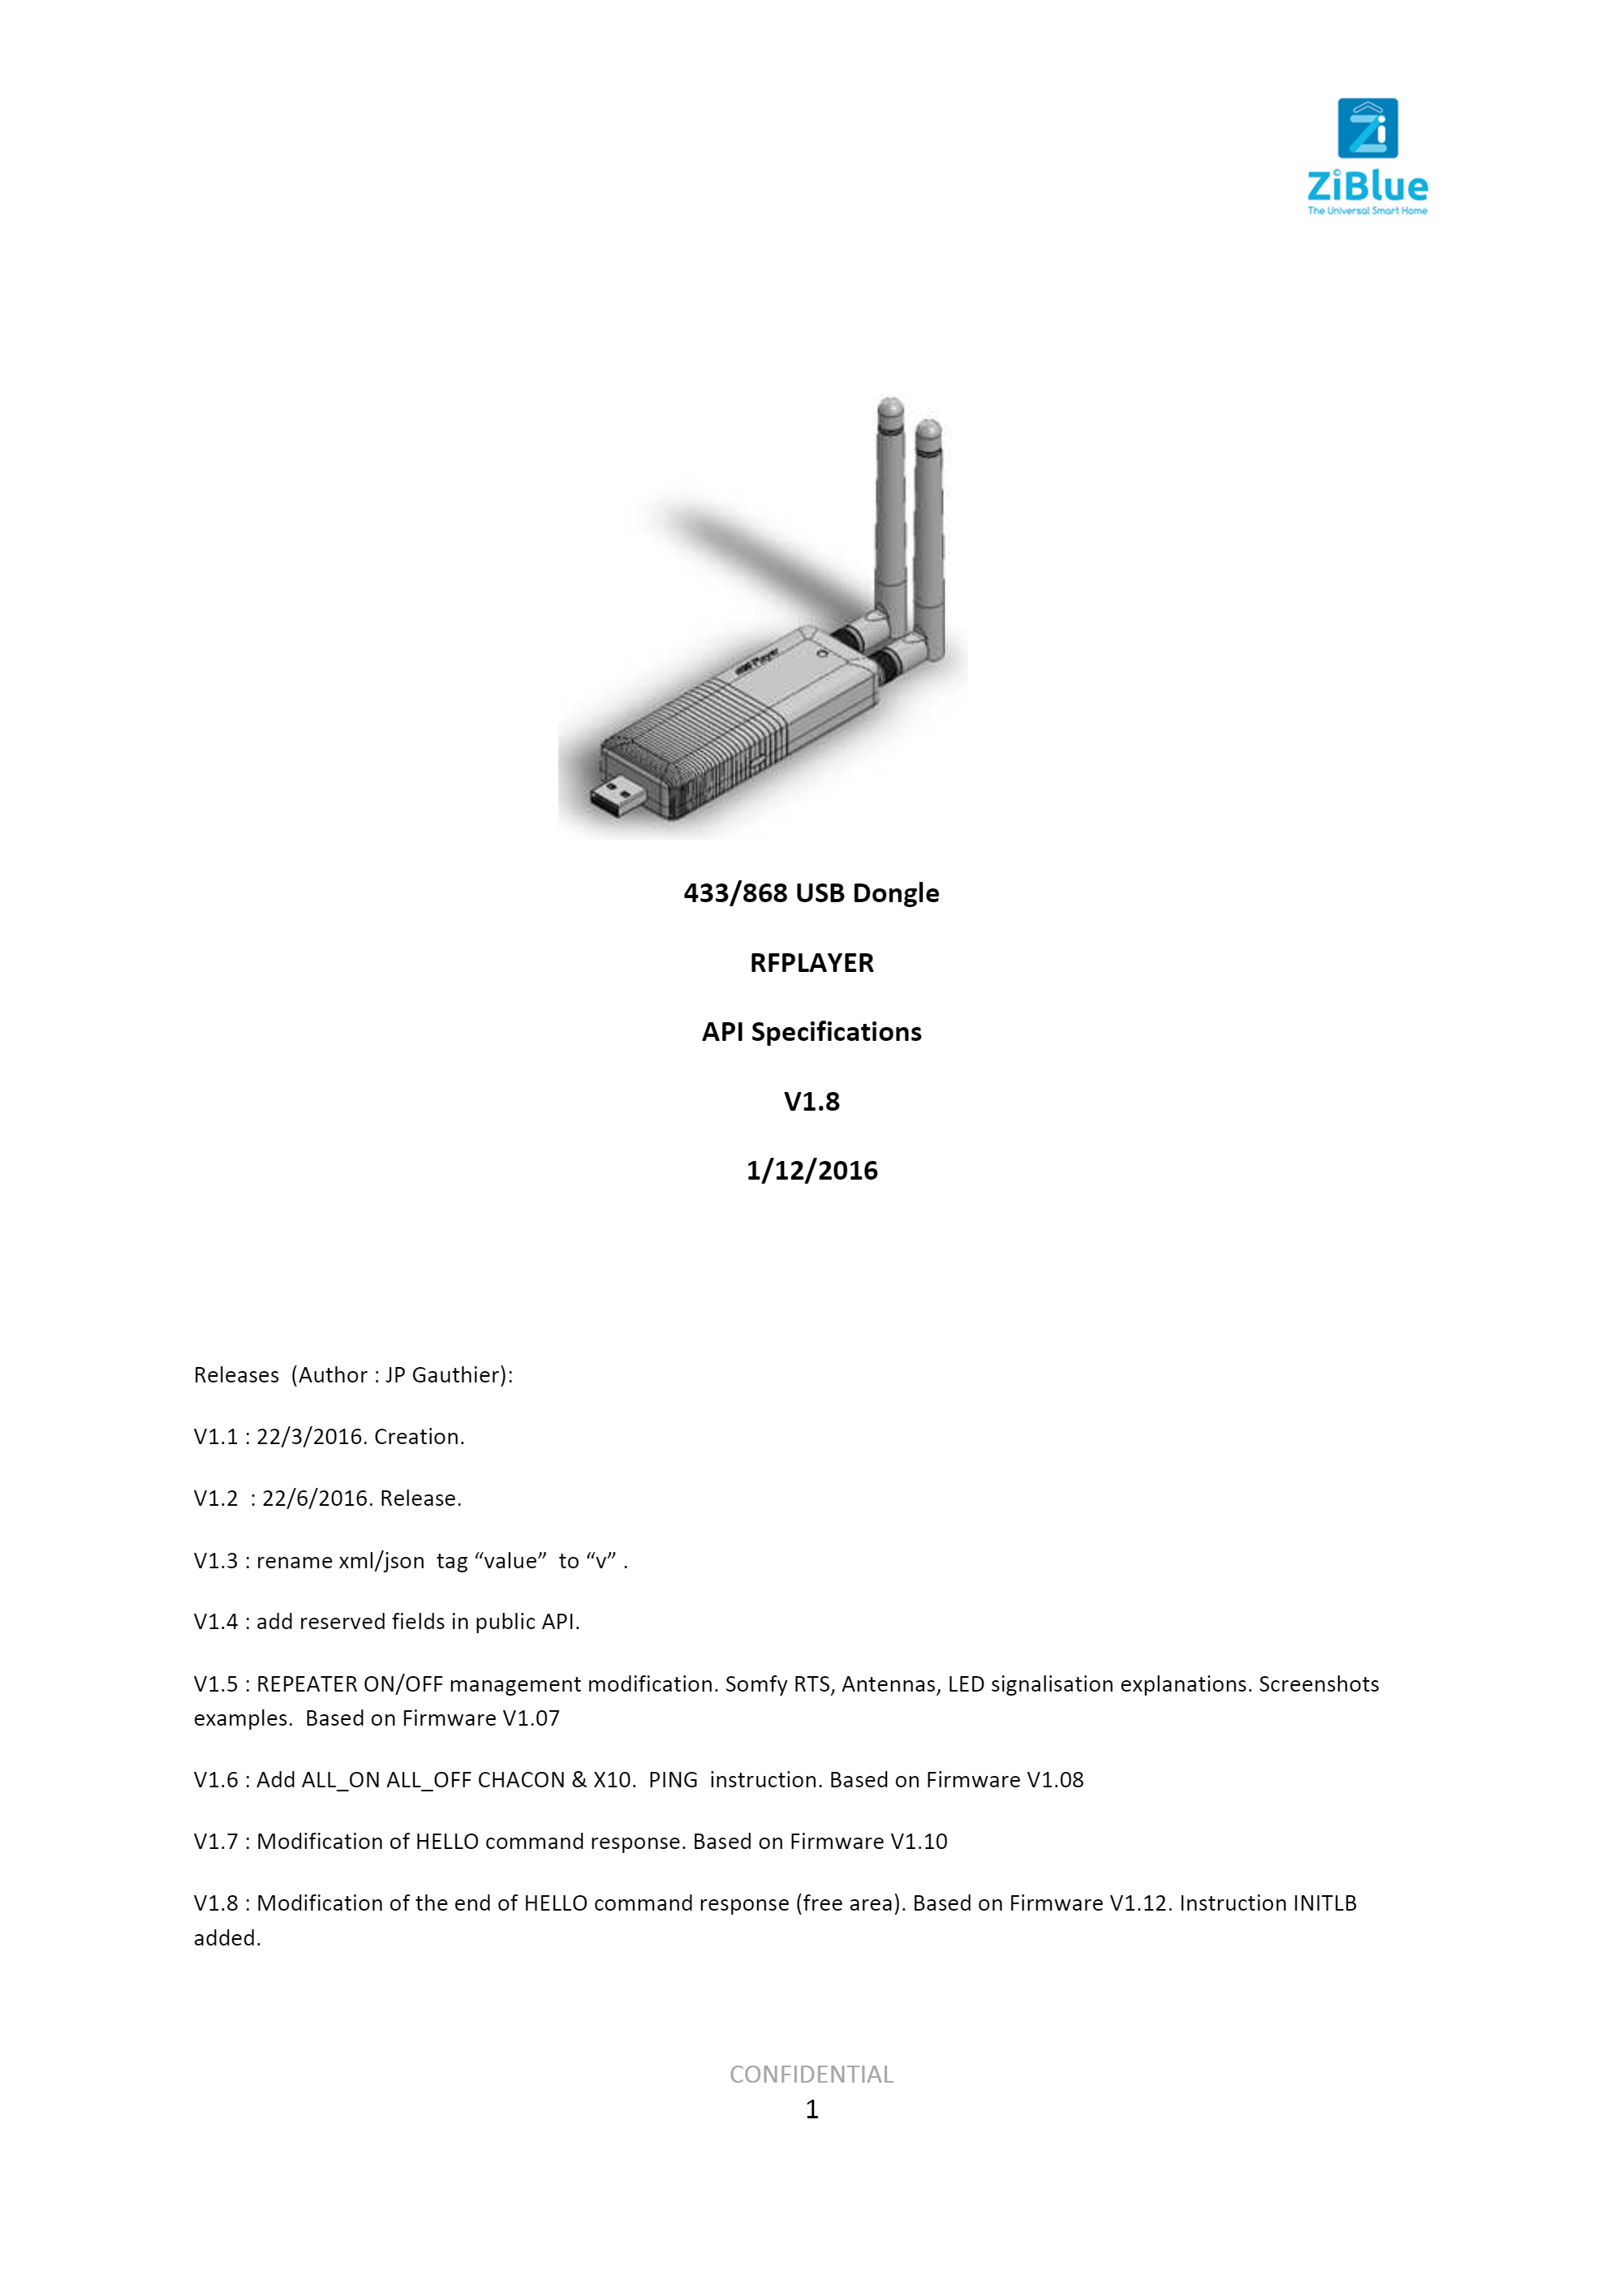 Zi
ZiBlue
The Universal Smart Home
433/868 USB Dongle
RFPLAYER
API Specifications
V1.8
1/12/2016
Releases  (Author : JP Gauthier):
V1.1 : 22/3/2016. Creation.
V1.2  : 22/6/2016. Release.
V1.3 : rename xml/json  tag “value”  to “v” .
V1.4 : add reserved fields in public API.
V1.5 : REPEATER ON/OFF management modification. Somfy RTS, Antennas, LED signalisation explanations. Screenshots
examples.  Based on Firmware V1.07
V1.6 : Add ALL_ON ALL_OFF CHACON & X10.  PING  instruction. Based on Firmware V1.08
V1.7 : Modification of HELLO command response. Based on Firmware V1.10
V1.8 : Modification of the end of HELLO command response (free area). Based on Firmware V1.12. Instruction INITLB
added.
CONFIDENTIAL
1